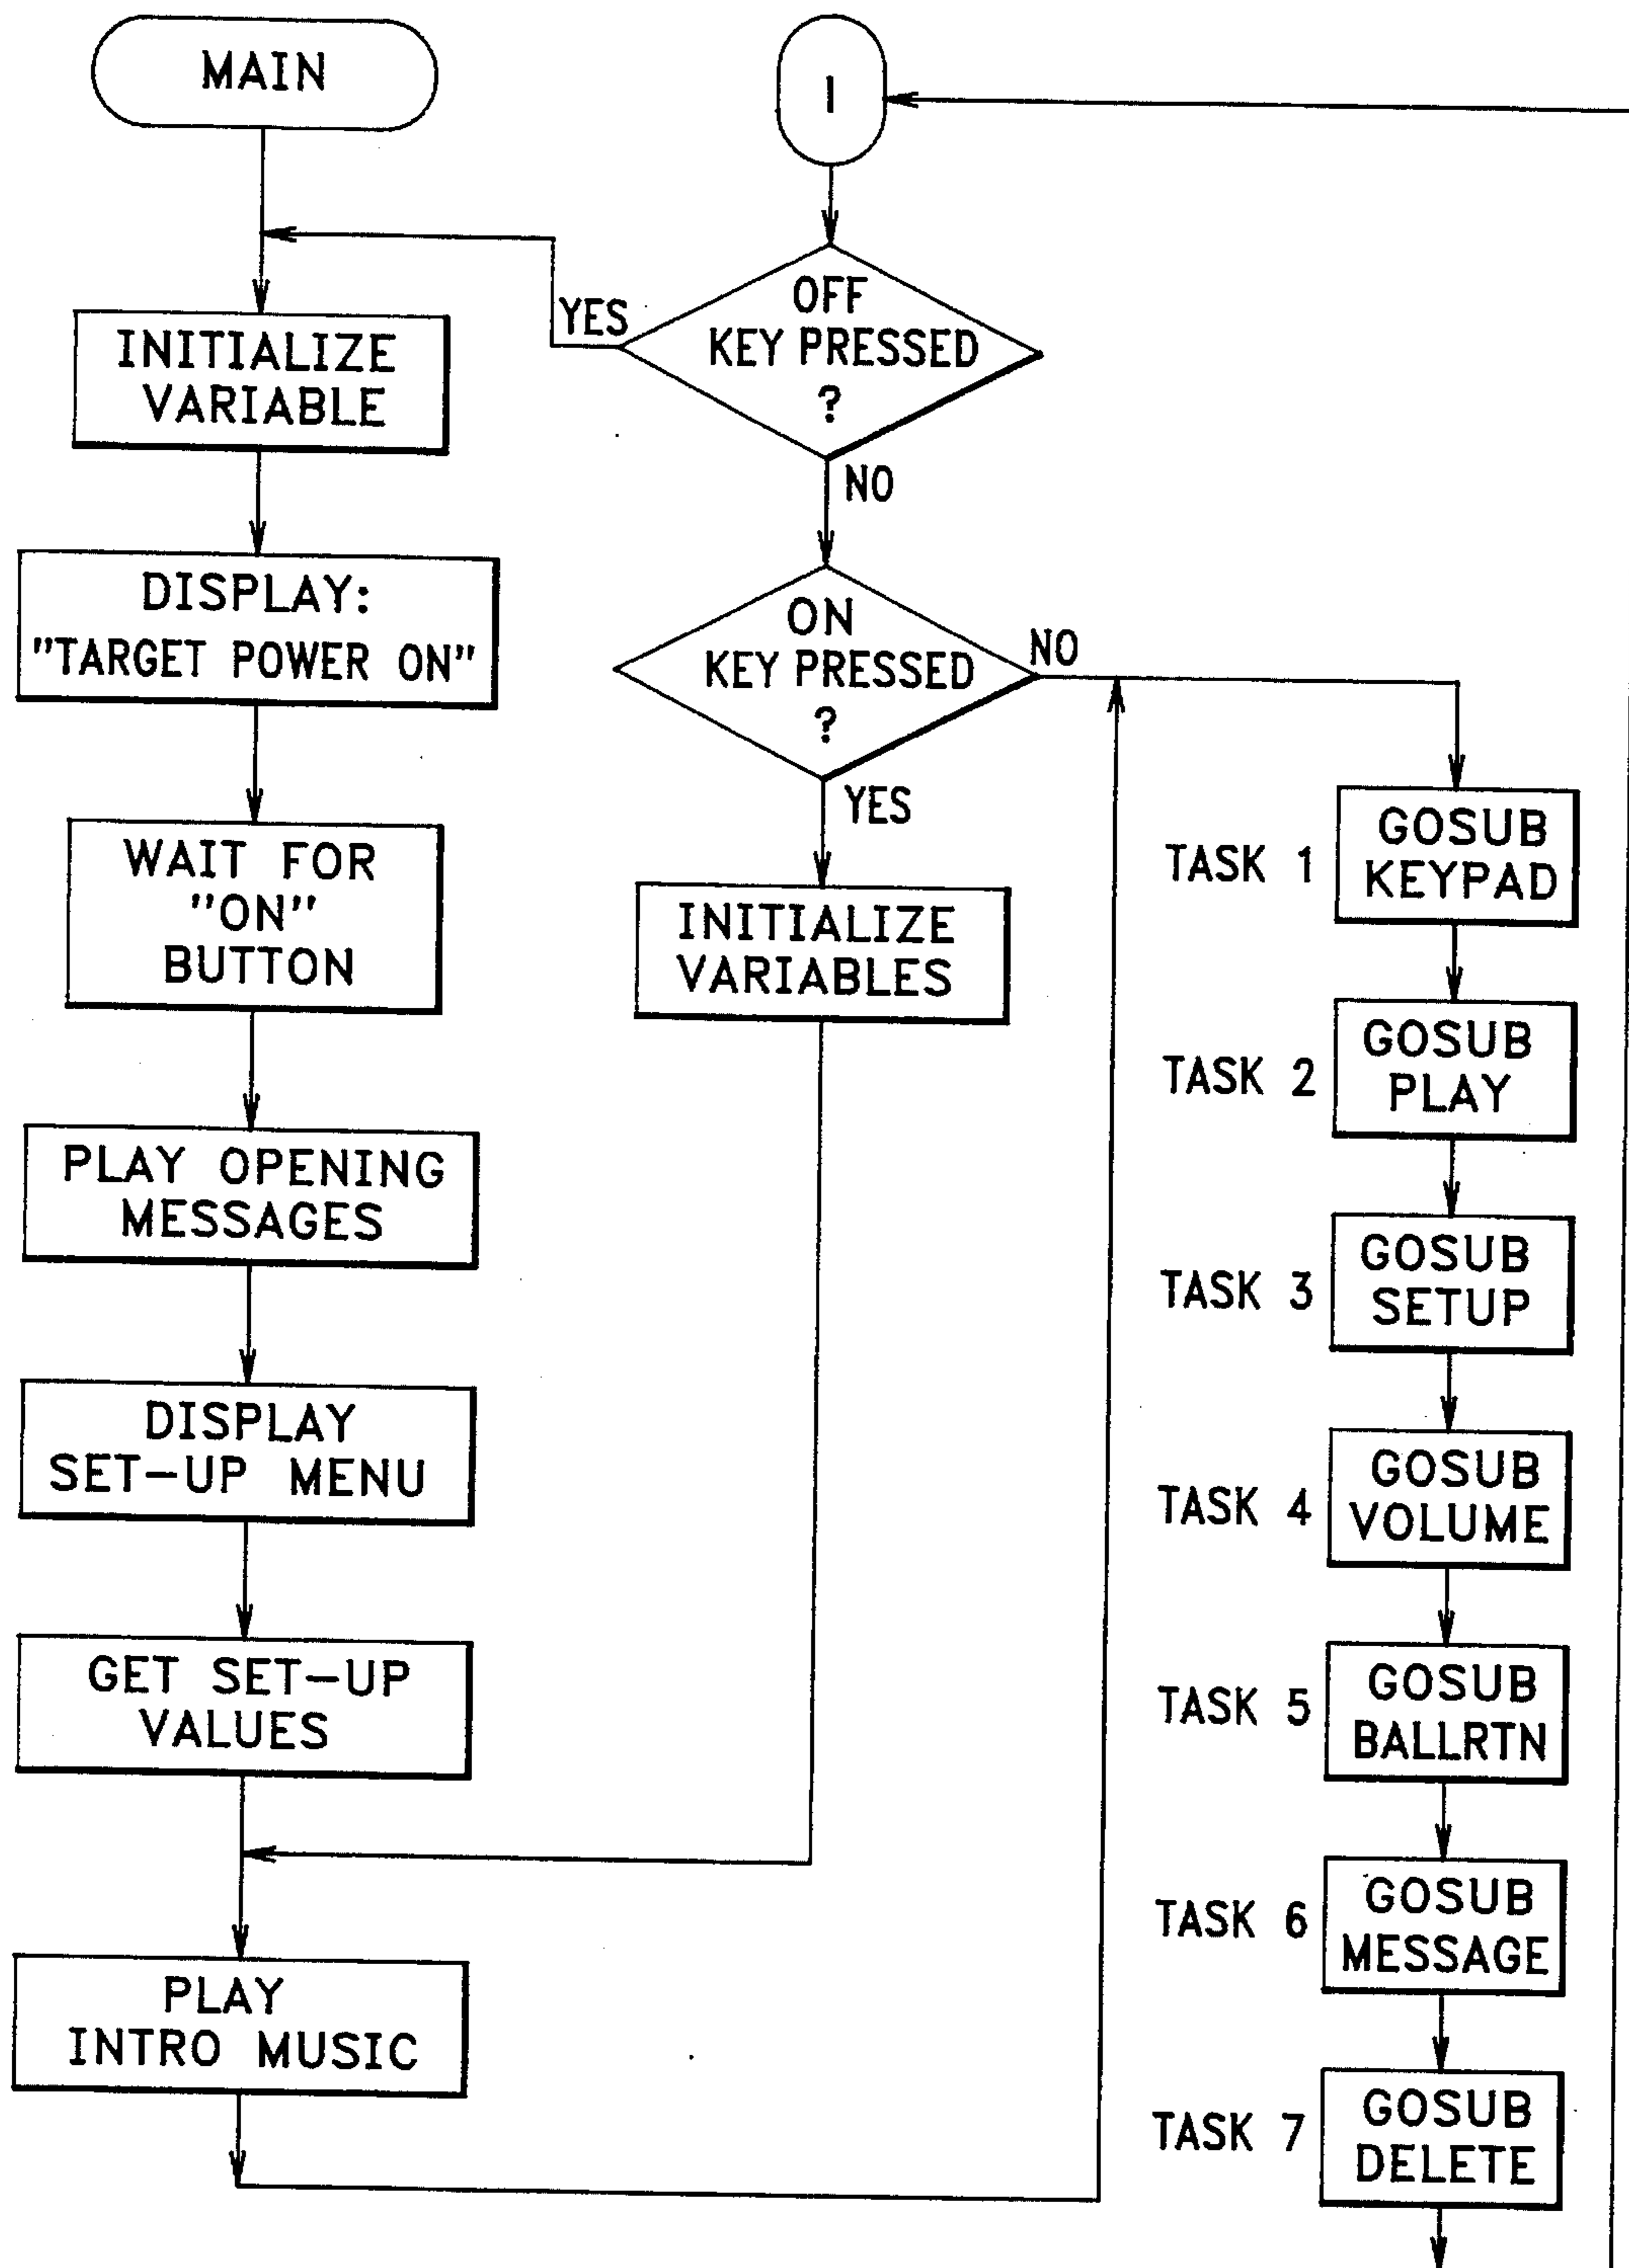 MAIN
INITIALIZE
VARIABLE
DISPLAY:
"TARGET POWER ON"
WAIT FOR
"ON"
BUTTON
PLAY OPENING
MESSAGES
DISPLAY
SET-UP MENU
GET SET-UP
VALUES
PLAY
INTRO MUSIC
1
OFF
KEY PRESSED
?
YES
NO
ON
KEY PRESSED
?
NO
YES
INITIALIZE
VARIABLES
TASK 1
GOSUB
KEYPAD
TASK 2
GOSUB
PLAY
TASK 3
GOSUB
SETUP
TASK 4
GOSUB
VOLUME
TASK 5
GOSUB
BALLRTN
TASK 6
GOSUB
MESSAGE
TASK 7
GOSUB
DELETE